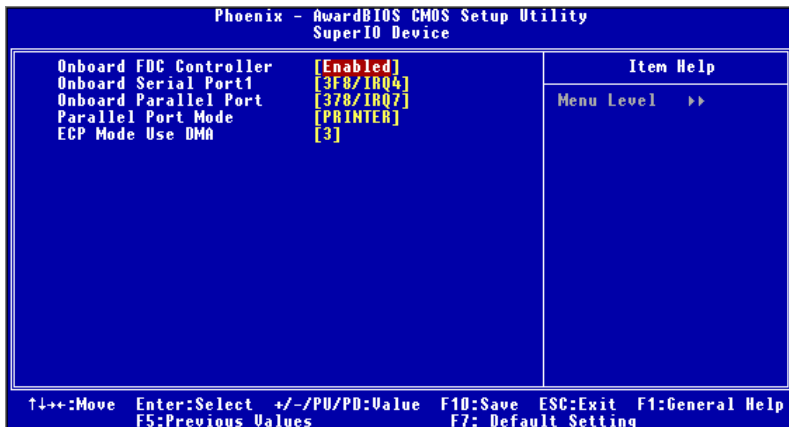 Phoenix - AwardBIOS CMOS Setup Utility
SuperIO Device
Onboard FDC Controller [Enabled]
Onboard Serial Port1 [3F8/IRQ4]
Onboard Parallel Port [378/IRQ7]
Parallel Port Mode [PRINTER]
ECP Mode Use DMA [3]
Item Help
Menu Level ▸▸
↑↓→←:Move Enter:Select +/-/PU/PD:Value F10:Save ESC:Exit F1:General Help
F5:Previous Values F7: Default Setting